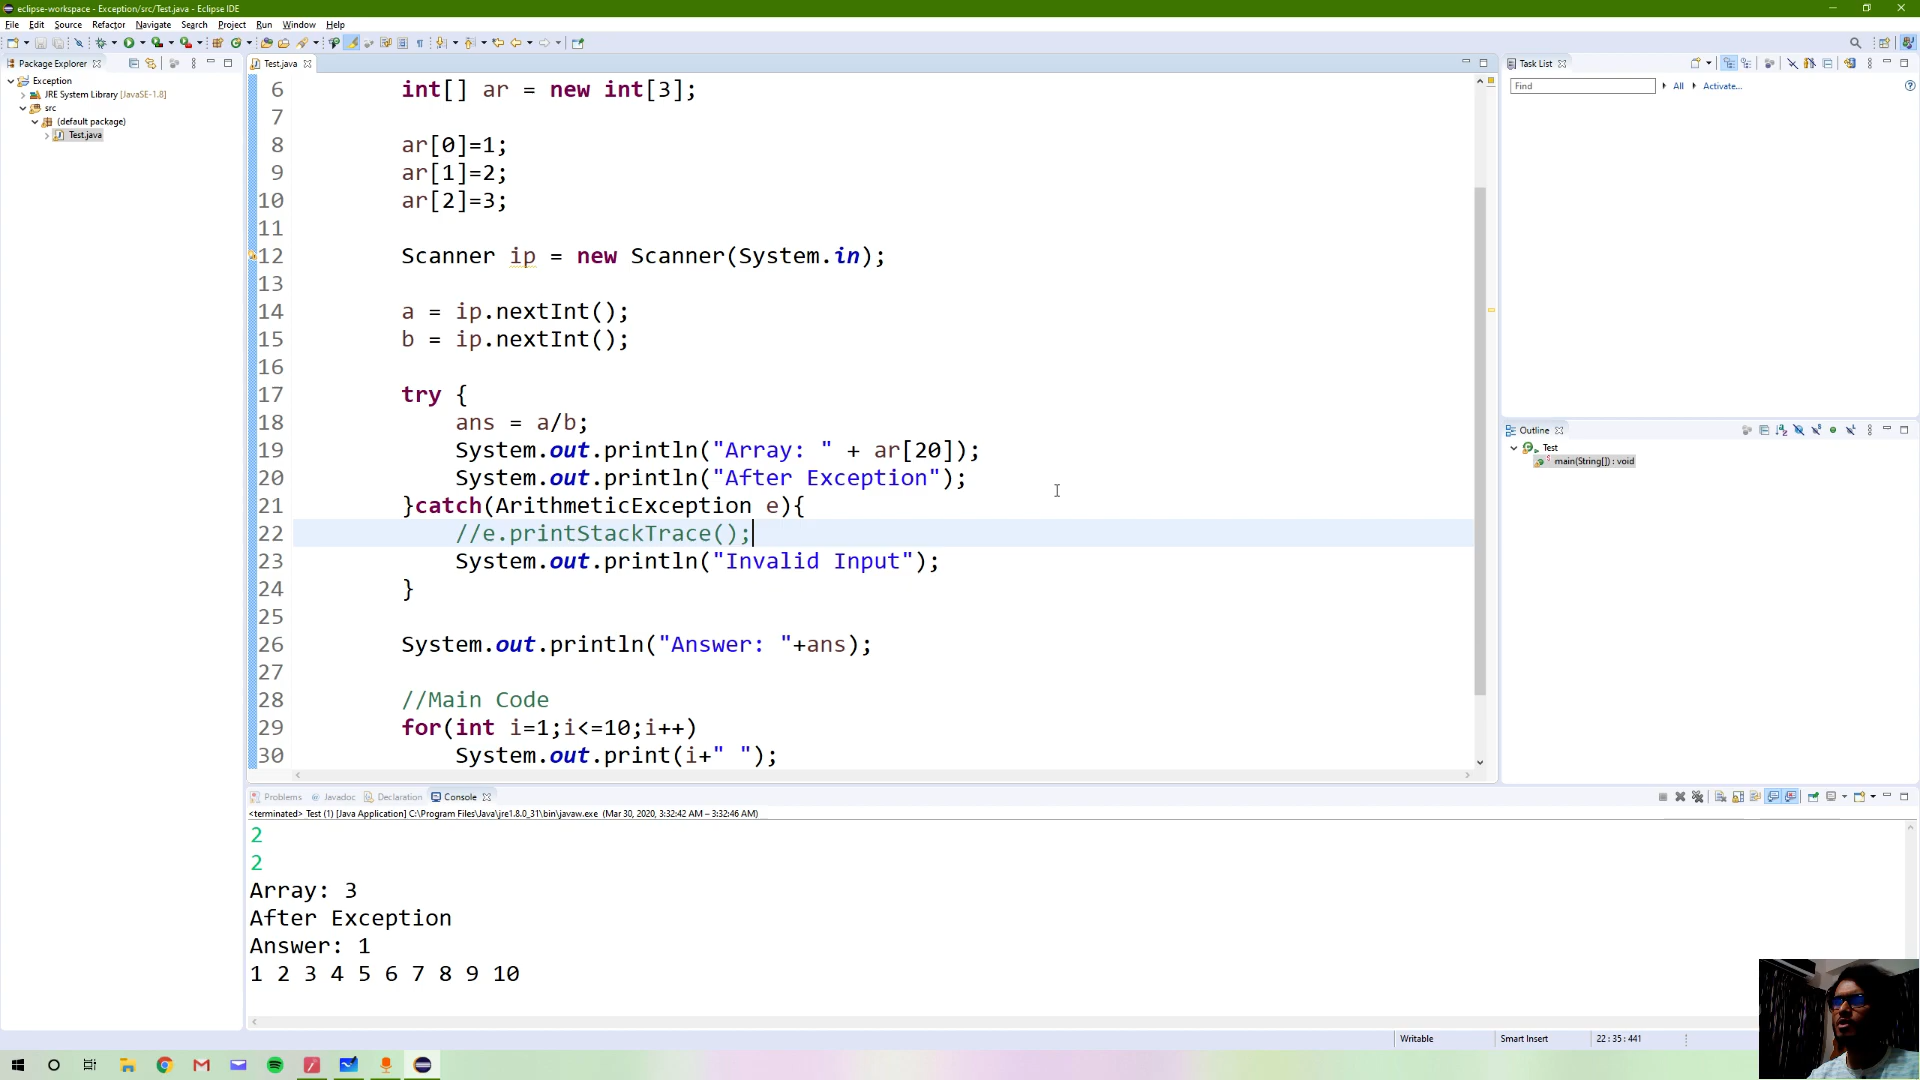 eclipse-workspace - Exception/src/Test.java - Eclipse IDE
File Edit Source Refactor Navigate Search Project Run Window Help
Package Explorer
Exception
JRE System Library [JavaSE-1.8]
src
(default package)
Test.java
Test.java
6 int[] ar = new int[3];
7
8 ar[0]=1;
9 ar[1]=2;
10 ar[2]=3;
11
12 Scanner ip = new Scanner(System.in);
13
14 a = ip.nextInt();
15 b = ip.nextInt();
16
17 try {
18 ans = a/b;
19 System.out.println("Array: " + ar[20]);
20 System.out.println("After Exception");
21 }catch(ArithmeticException e){
22 //e.printStackTrace();
23 System.out.println("Invalid Input");
24 }
25
26 System.out.println("Answer: "+ans);
27
28 //Main Code
29 for(int i=1;i<=10;i++)
30 System.out.print(i+" ");
Task List
Find All Activate...
Outline
Test
main(String[]) : void
Problems Javadoc Declaration Console
<terminated> Test (1) [Java Application] C:\Program Files\Java\jre1.8.0_31\bin\javaw.exe (Mar 30, 2020, 3:32:42 AM – 3:32:46 AM)
2
2
Array: 3
After Exception
Answer: 1
1 2 3 4 5 6 7 8 9 10
Writable Smart Insert 22 : 35 : 441